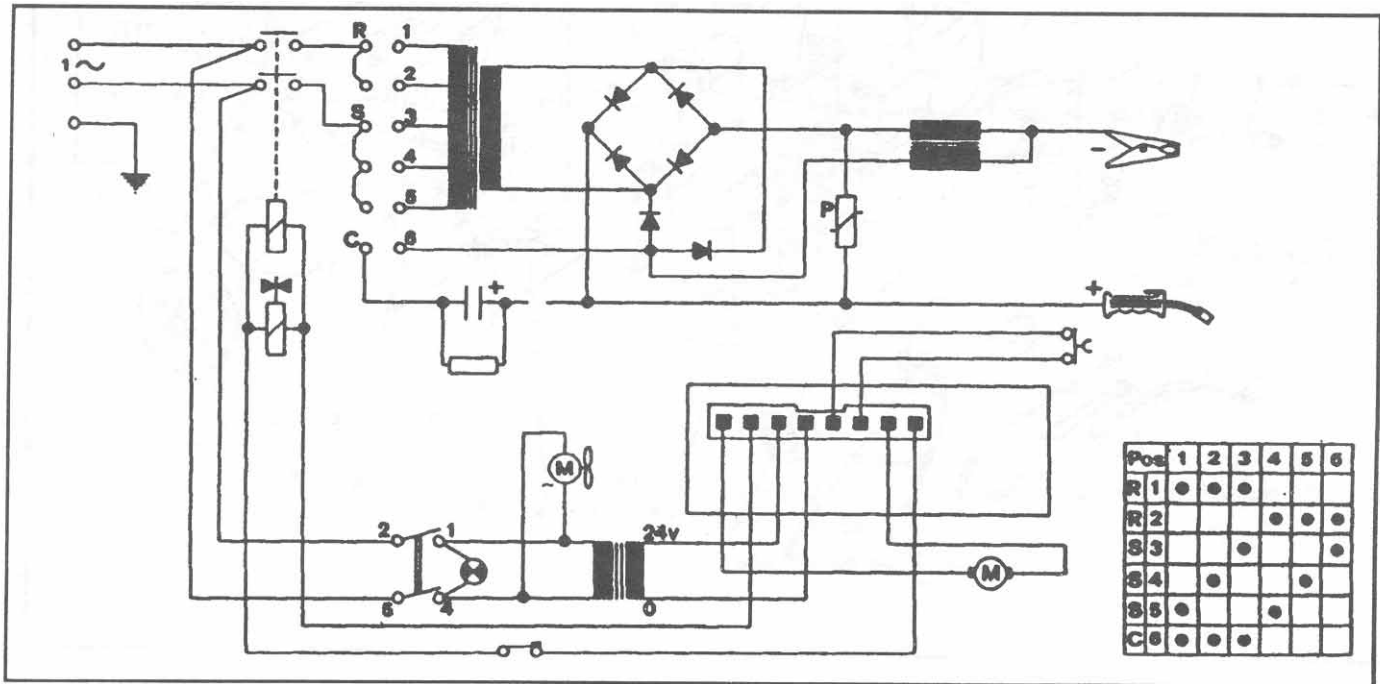 1 ~
R
1
2
S
3
4
5
C
6
+
P
-
+
M
~
2
1
5
4
24v
0
M
Pos 1 2 3 4 5 6
R 1 ● ● ●
R 2 ● ● ●
S 3 ● ●
S 4 ● ●
S 5 ● ●
C 6 ● ● ●